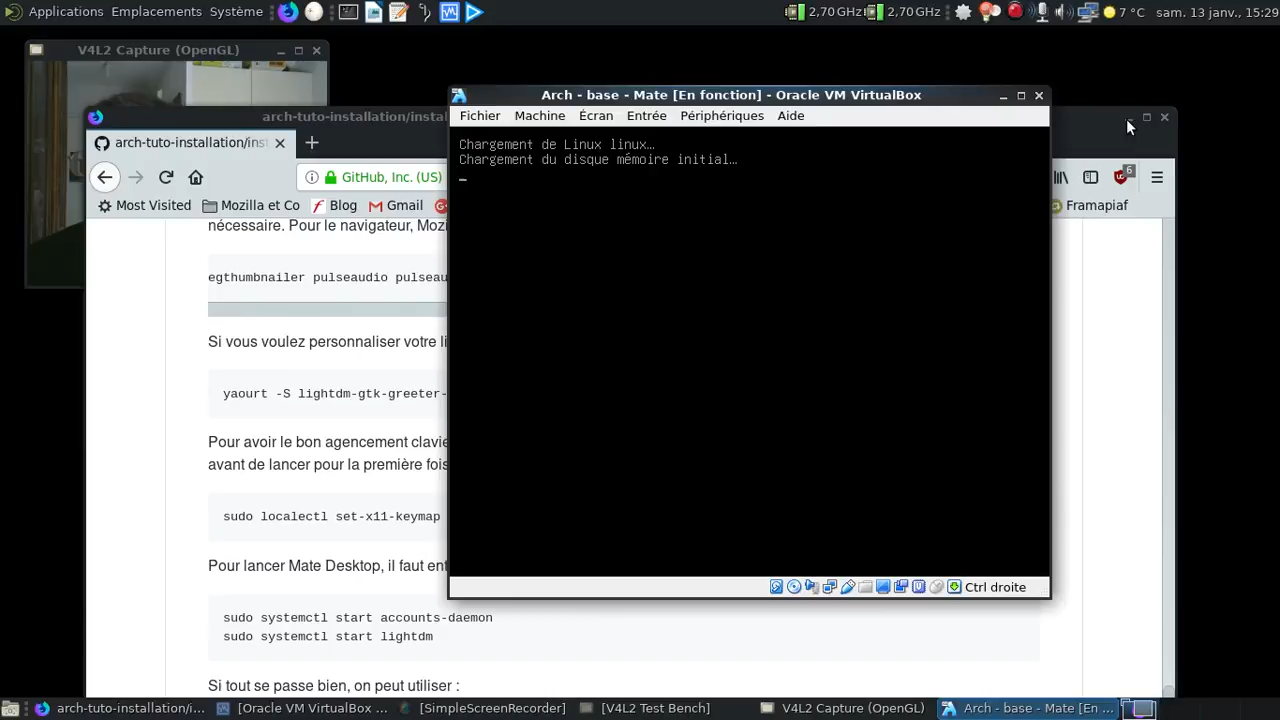 Applications Emplacements Système
2,70 GHz 2,70 GHz 7 °C sam. 13 janv., 15:29
V4L2 Capture (OpenGL)
arch-tuto-installation/instal
arch-tuto-installation/inst
GitHub, Inc. (US)
6
Most Visited Mozilla et Co Blog Gmail Framapiaf
nécessaire. Pour le navigateur, Mozi
egthumbnailer pulseaudio pulseau
Si vous voulez personnaliser votre li
yaourt -S lightdm-gtk-greeter-
Pour avoir le bon agencement clavie
avant de lancer pour la première fois
sudo localectl set-x11-keymap
Pour lancer Mate Desktop, il faut ent
sudo systemctl start accounts-daemon
sudo systemctl start lightdm
Si tout se passe bien, on peut utiliser :
Arch - base - Mate [En fonction] - Oracle VM VirtualBox
Fichier Machine Écran Entrée Périphériques Aide
Chargement de Linux linux…
Chargement du disque mémoire initial…
Ctrl droite
arch-tuto-installation/i... [Oracle VM VirtualBox ... [SimpleScreenRecorder] [V4L2 Test Bench] V4L2 Capture (OpenGL) Arch - base - Mate [En ...